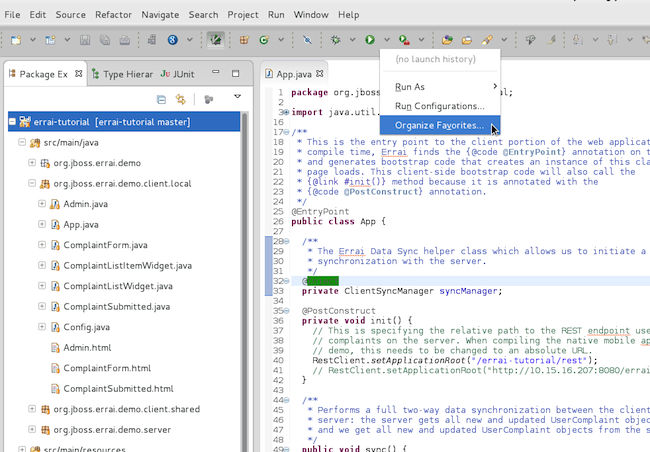 File Edit Source Refactor Navigate Search Project Run Window Help
(no launch history)
Run As
Run Configurations...
Organize Favorites...
Package Ex
Type Hierar
JUnit
errai-tutorial [errai-tutorial master]
src/main/java
org.jboss.errai.demo
org.jboss.errai.demo.client.local
Admin.java
App.java
ComplaintForm.java
ComplaintListItemWidget.java
ComplaintListWidget.java
ComplaintSubmitted.java
Config.java
Admin.html
ComplaintForm.html
ComplaintSubmitted.html
org.jboss.errai.demo.client.shared
org.jboss.errai.demo.server
src/main/resources
App.java
1 package org.jbos l;
2
3 import java.util.
16
17 /**
18 * This is the entry point to the client portion of the web applicat
19 * compile time, Errai finds the {@code @EntryPoint} annotation on t
20 * and generates bootstrap code that creates an instance of this cla
21 * page loads. This client-side bootstrap code will also call the
22 * {@link #init()} method because it is annotated with the
23 * {@code @PostConstruct} annotation.
24 */
25 @EntryPoint
26 public class App {
27
28 /**
29 * The Errai Data Sync helper class which allows us to initiate a
30 * synchronization with the server.
31 */
32 @
33 private ClientSyncManager syncManager;
34
35 @PostConstruct
36 private void init() {
37 // This is specifying the relative path to the REST endpoint use
38 // complaints on the server. When compiling the native mobile ap
39 // demo, this needs to be changed to an absolute URL.
40 RestClient.setApplicationRoot("/errai-tutorial/rest");
41 // RestClient.setApplicationRoot("http://10.15.16.207:8080/errai
42 }
43
44 /**
45 * Performs a full two-way data synchronization between the client
46 * server: the server gets all new and updated UserComplaint objec
47 * and we get all new and updated UserComplaint objects from the s
48 */
49 public void sync() {